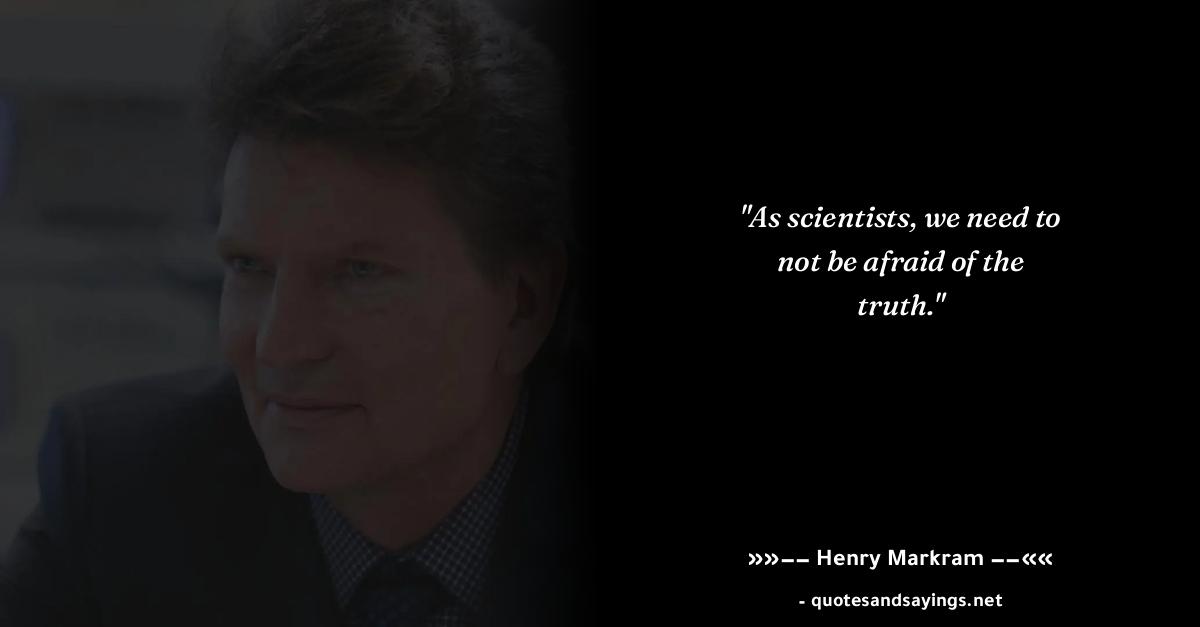 "As scientists, we need to
not be afraid of the
truth."
»»−− Henry Markram −−««
- quotesandsayings.net